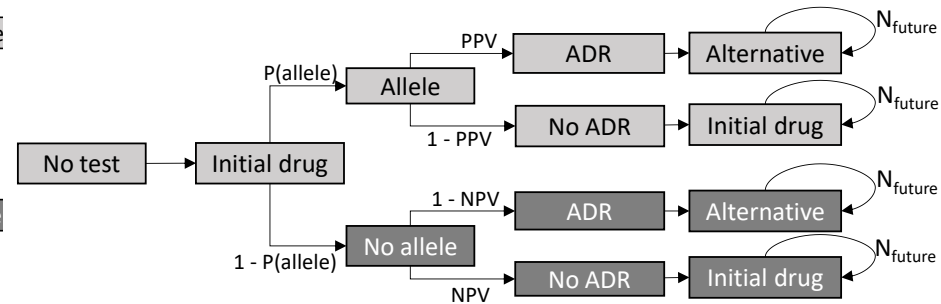 PPV
ADR
Alternative
N_future
P(allele)
Allele
1 - PPV
No ADR
Initial drug
N_future
No test
Initial drug
1 - NPV
ADR
Alternative
N_future
1 - P(allele)
No allele
NPV
No ADR
Initial drug
N_future